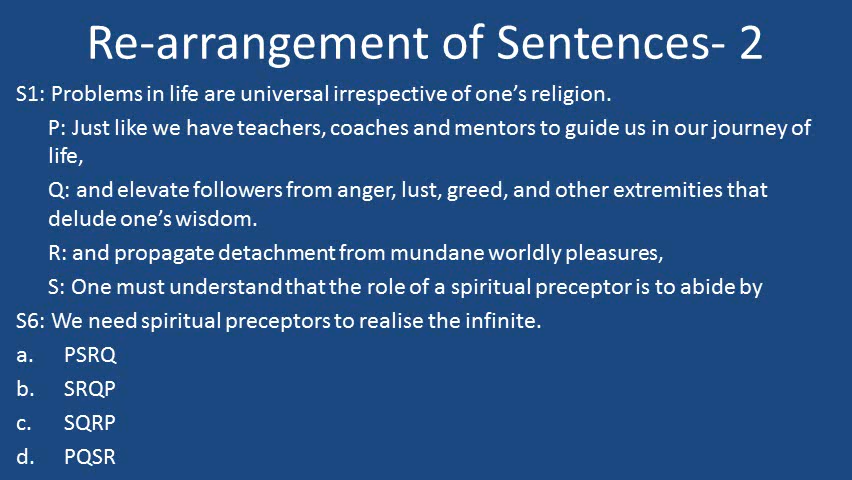 Re-arrangement of Sentences- 2
S1: Problems in life are universal irrespective of one’s religion.
P: Just like we have teachers, coaches and mentors to guide us in our journey of
life,
Q: and elevate followers from anger, lust, greed, and other extremities that
delude one’s wisdom.
R: and propagate detachment from mundane worldly pleasures,
S: One must understand that the role of a spiritual preceptor is to abide by
S6: We need spiritual preceptors to realise the infinite.
a. PSRQ
b. SRQP
c. SQRP
d. PQSR